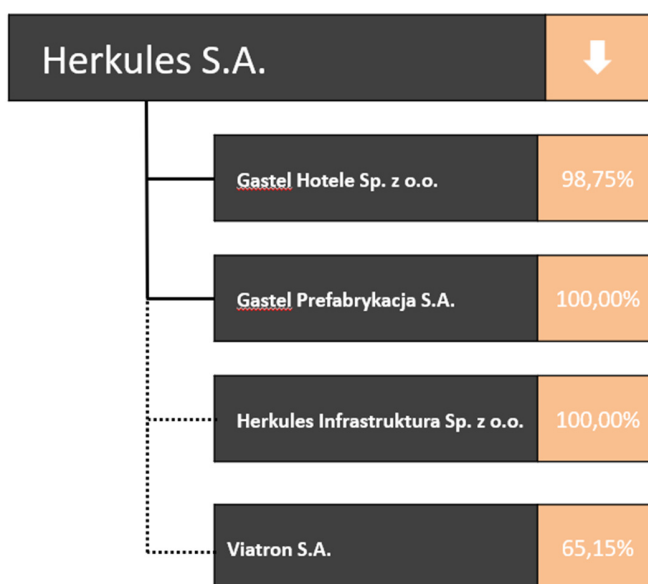 Herkules S.A.
Gastel Hotele Sp. z o.o. 98,75%
Gastel Prefabrykacja S.A. 100,00%
Herkules Infrastruktura Sp. z o.o. 100,00%
Viatron S.A. 65,15%